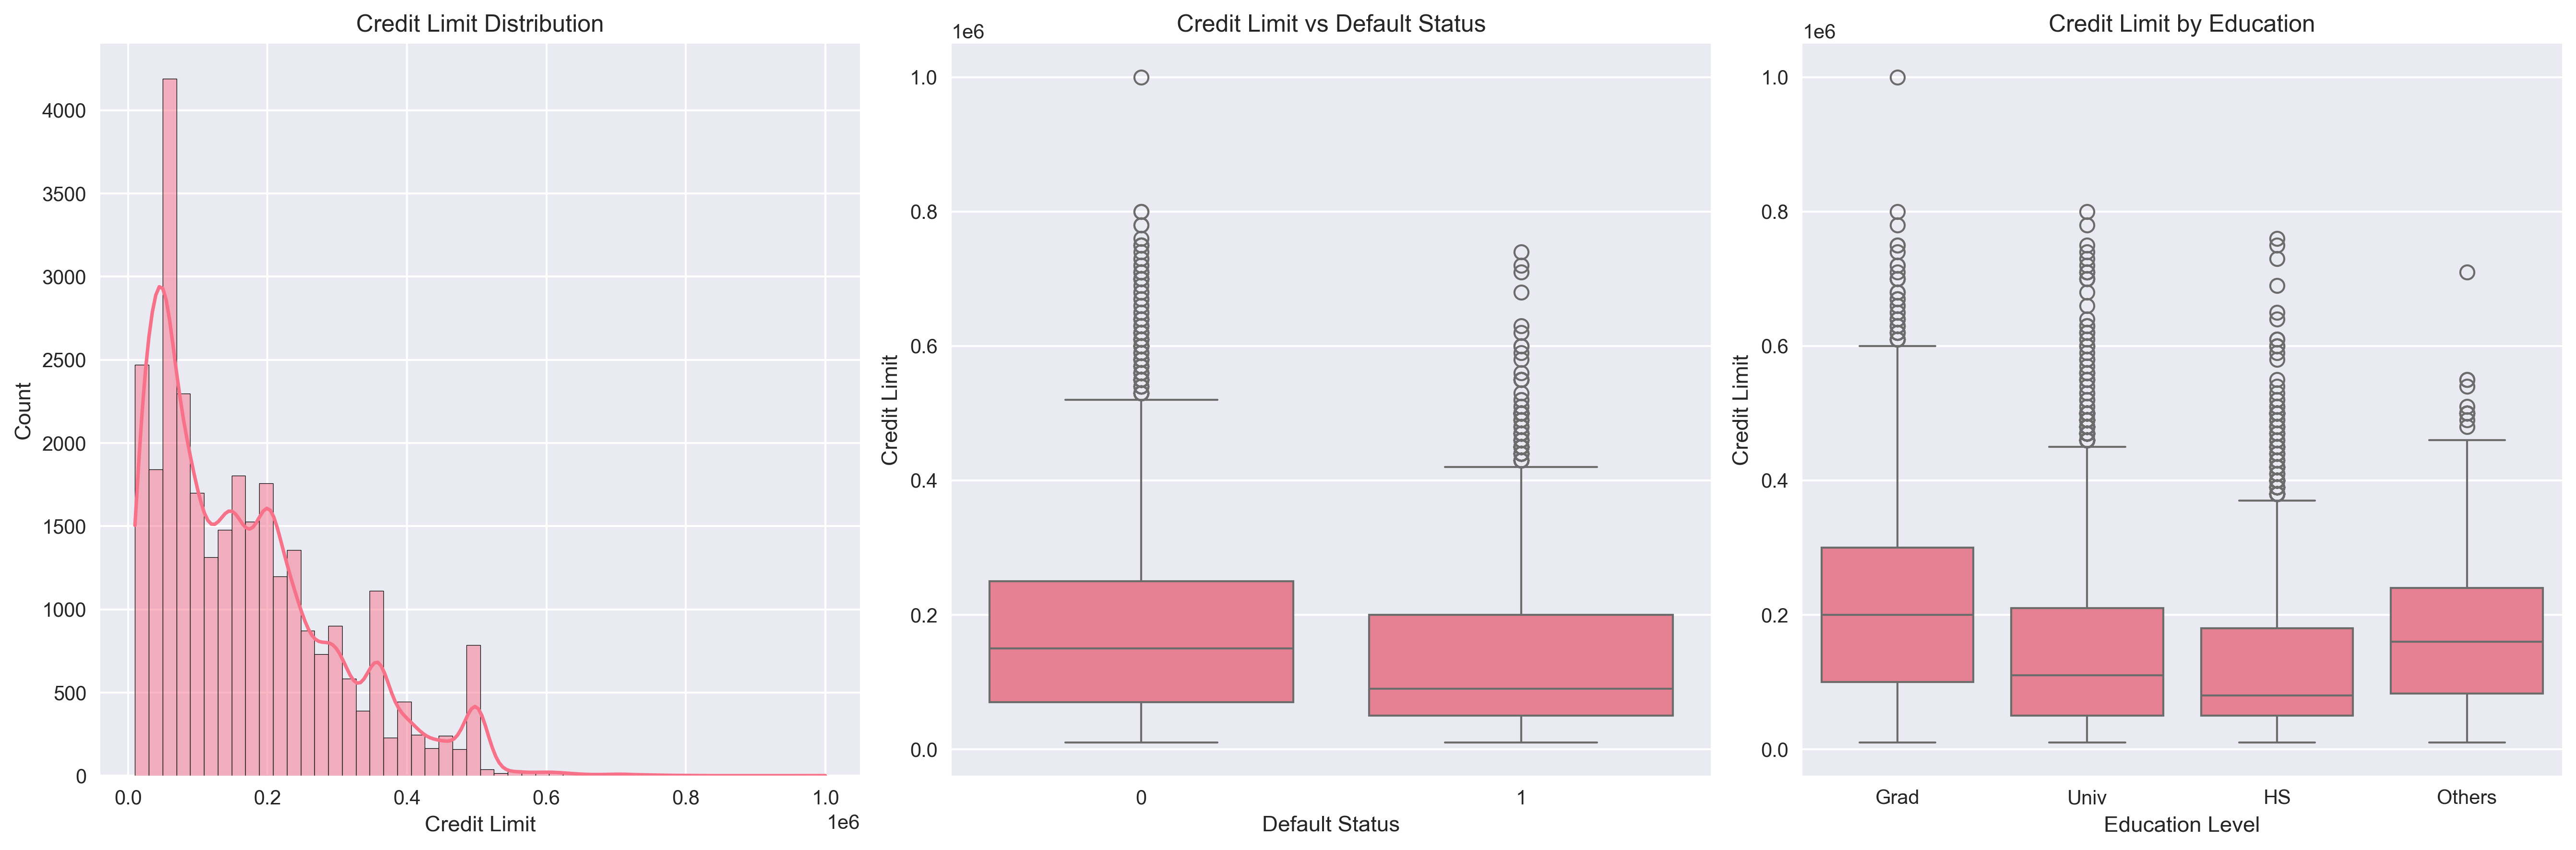 Credit Limit Distribution
4000
3500
3000
2500
2000
1500
1000
500
0
Count
0.0 0.2 0.4 0.6 0.8 1.0
1e6
Credit Limit
Credit Limit vs Default Status
1e6
1.0
0.8
0.6
0.4
0.2
0.0
Credit Limit
0 1
Default Status
Credit Limit by Education
1e6
1.0
0.8
0.6
0.4
0.2
0.0
Credit Limit
Grad Univ HS Others
Education Level